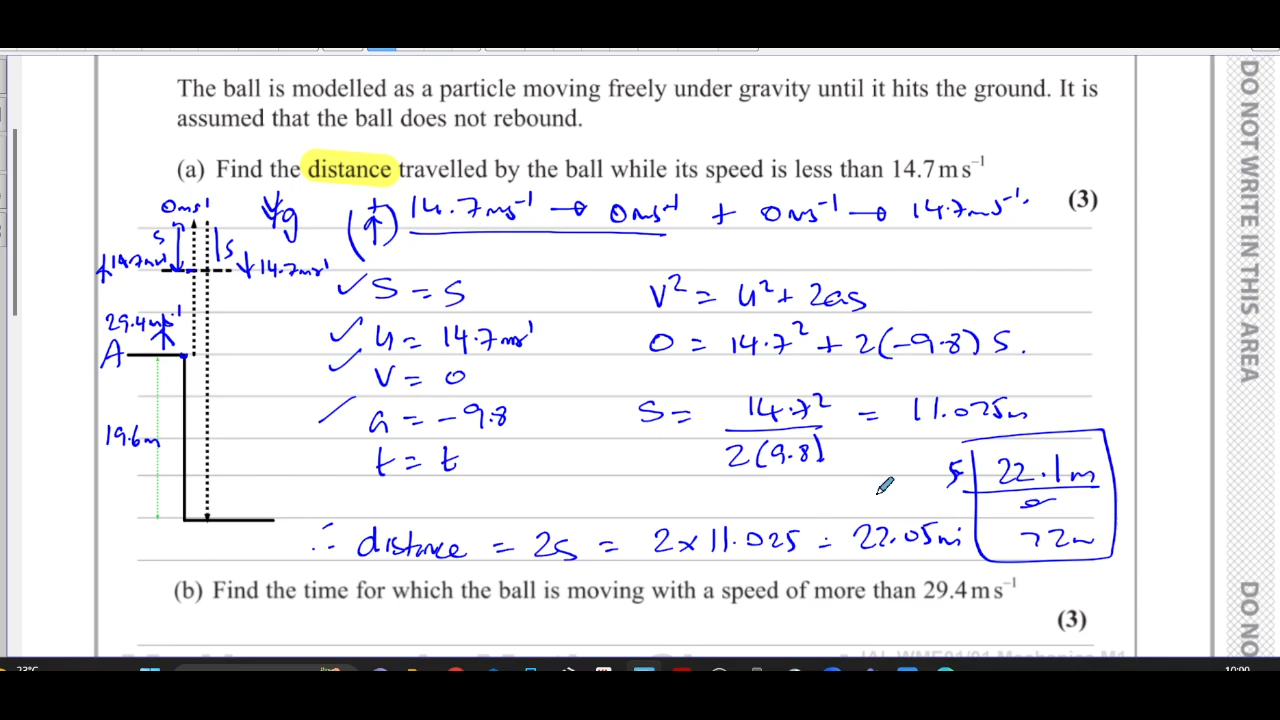 The ball is modelled as a particle moving freely under gravity until it hits the ground. It is
assumed that the ball does not rebound.
(a) Find the distance travelled by the ball while its speed is less than 14.7 m s⁻¹
(3)
0ms⁻¹
g
(↑+) 14.7ms⁻¹ → 0ms⁻¹ + 0ms⁻¹ → 14.7ms⁻¹.
S
S
14.7ms⁻¹
14.7ms⁻¹
✓ S = S
V² = u² + 2as
29.4ms⁻¹
✓ u = 14.7ms⁻¹
0 = 14.7² + 2(-9.8) S.
A
✓ V = 0
✓ a = -9.8
S = 14.7² / 2(9.8) = 11.025m
19.6m
t = t
22.1m
or
22m
∴ distance = 2s = 2 × 11.025 = 22.05m
(b) Find the time for which the ball is moving with a speed of more than 29.4 m s⁻¹
(3)
DO NOT WRITE IN THIS AREA
DO NO
23°C
10:00